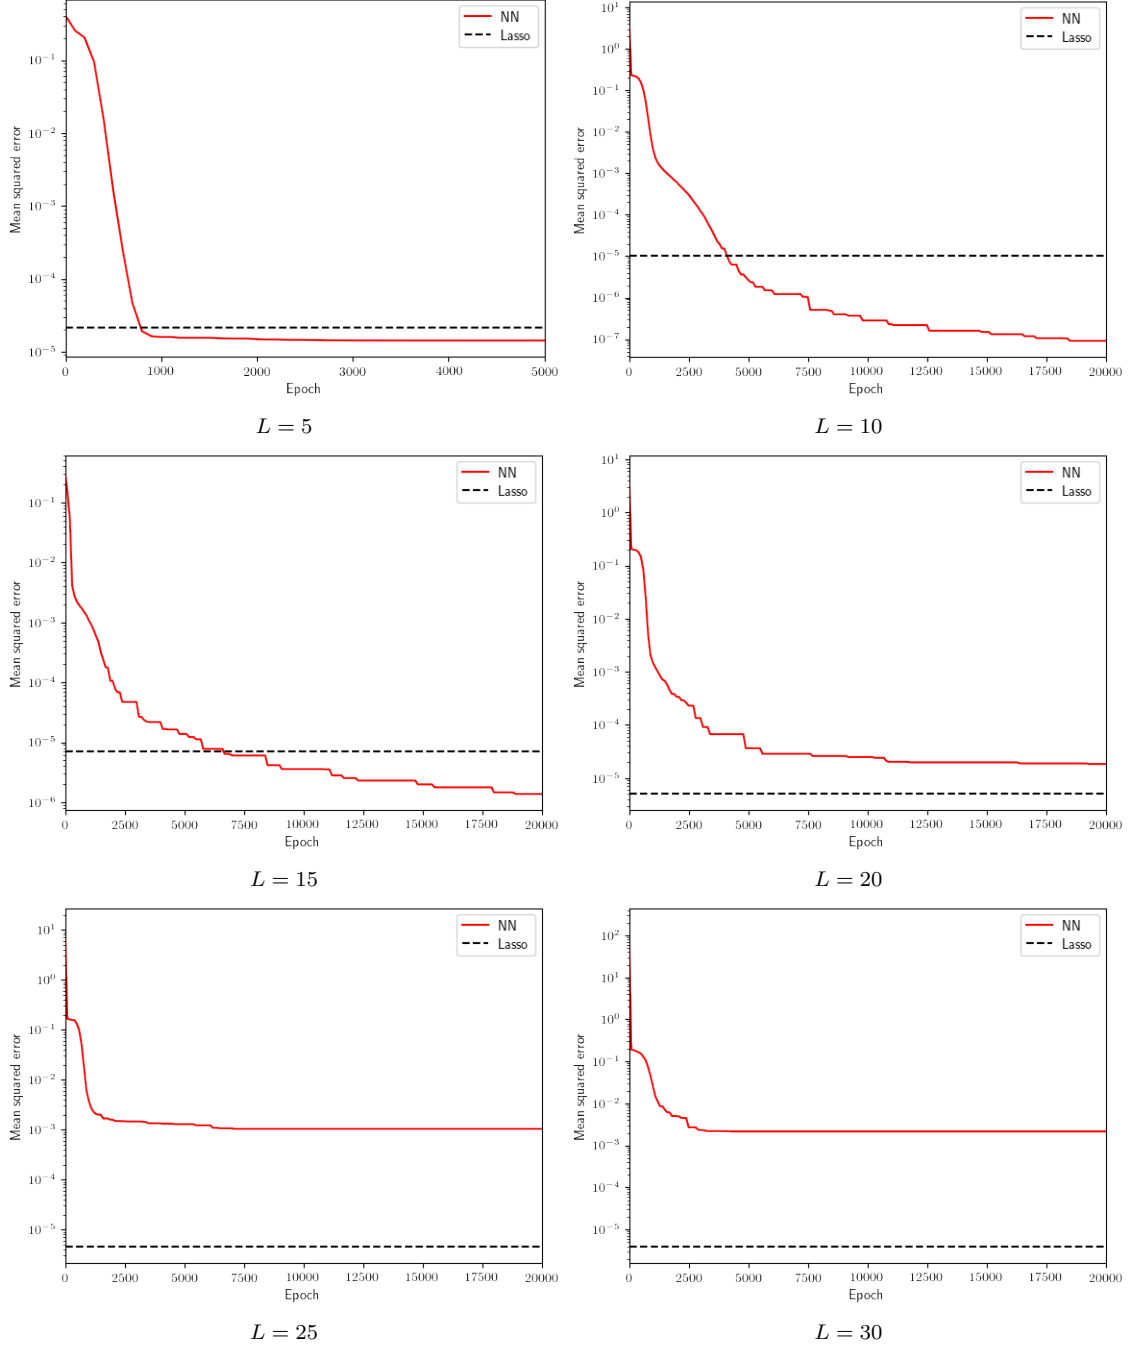 NN
Lasso
10^{-1}
10^{-2}
10^{-3}
10^{-4}
10^{-5}
Mean squared error
0 1000 2000 3000 4000 5000
Epoch
L = 5
NN
Lasso
10^{1}
10^{0}
10^{-1}
10^{-2}
10^{-3}
10^{-4}
10^{-5}
10^{-6}
10^{-7}
Mean squared error
0 2500 5000 7500 10000 12500 15000 17500 20000
Epoch
L = 10
NN
Lasso
10^{-1}
10^{-2}
10^{-3}
10^{-4}
10^{-5}
10^{-6}
Mean squared error
0 2500 5000 7500 10000 12500 15000 17500 20000
Epoch
L = 15
NN
Lasso
10^{1}
10^{0}
10^{-1}
10^{-2}
10^{-3}
10^{-4}
10^{-5}
Mean squared error
0 2500 5000 7500 10000 12500 15000 17500 20000
Epoch
L = 20
NN
Lasso
10^{1}
10^{0}
10^{-1}
10^{-2}
10^{-3}
10^{-4}
10^{-5}
Mean squared error
0 2500 5000 7500 10000 12500 15000 17500 20000
Epoch
L = 25
NN
Lasso
10^{2}
10^{1}
10^{0}
10^{-1}
10^{-2}
10^{-3}
10^{-4}
10^{-5}
Mean squared error
0 2500 5000 7500 10000 12500 15000 17500 20000
Epoch
L = 30